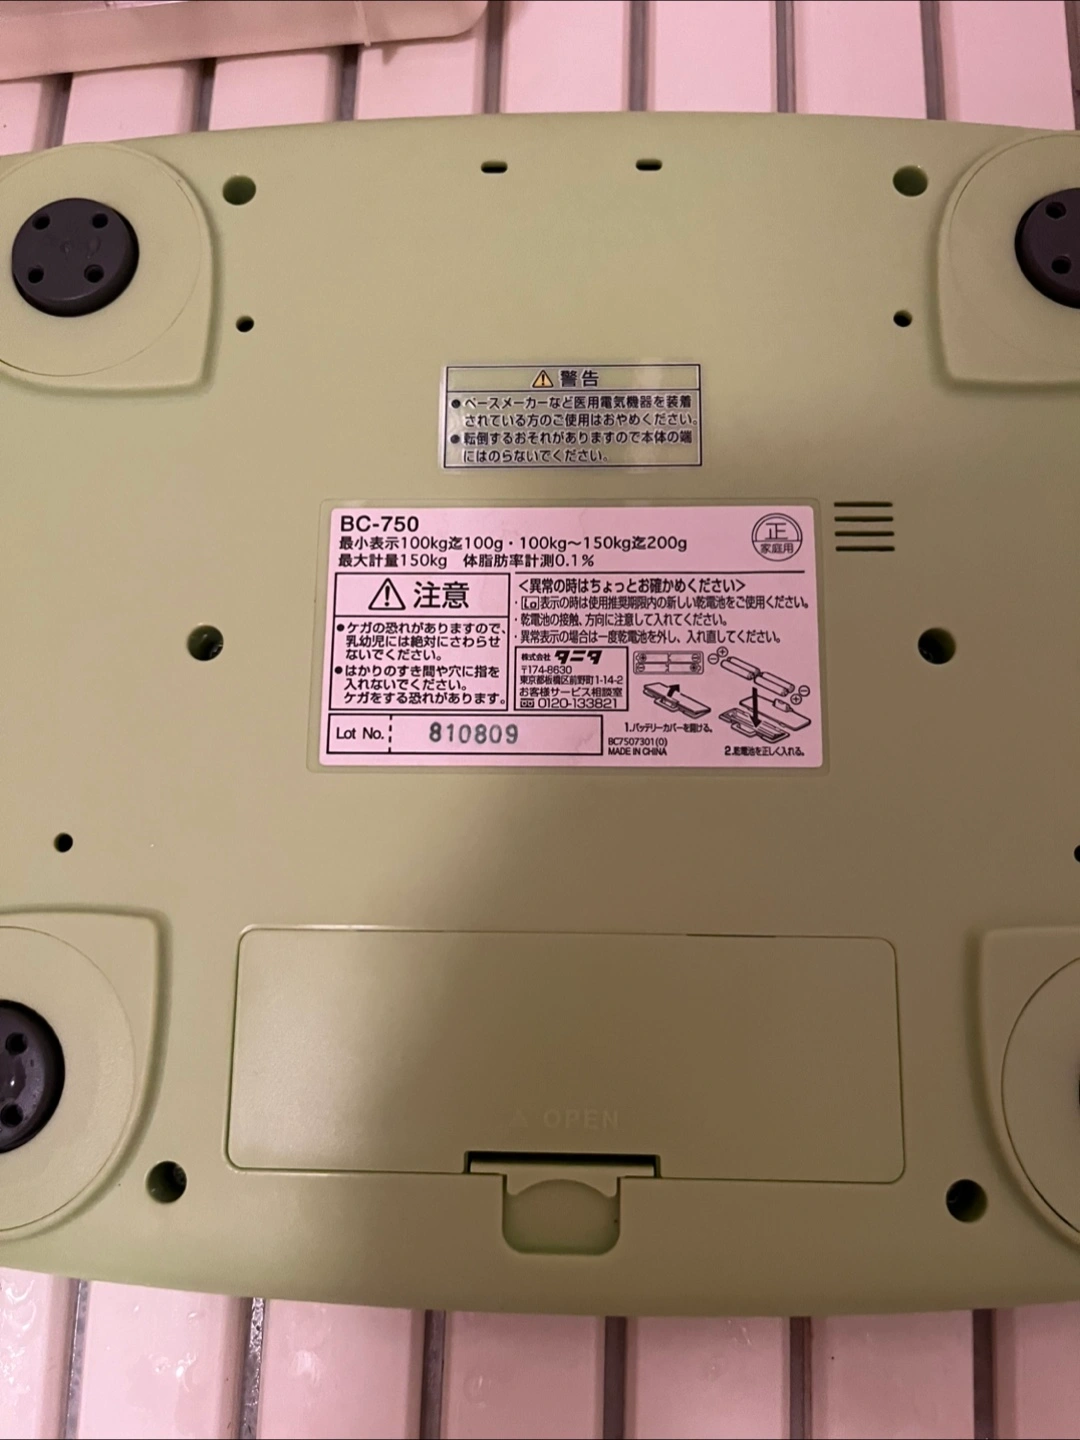 ⚠警告
●ペースメーカーなど医用電気機器を装着
されている方のご使用はおやめください。
●転倒するおそれがありますので本体の端
にはのらないでください。
BC-750
最小表示100kg迄100g・100kg〜150kg迄200g
最大計量150kg 体脂肪率計測0.1%
正
家庭用
⚠注意
●ケガの恐れがありますので、
乳幼児には絶対にさわらせ
ないでください。
●はかりのすき間や穴に指を
入れないでください。
ケガをする恐れがあります。
<異常の時はちょっとお確かめください>
・Lo表示の時は使用推奨期限内の新しい乾電池をご使用ください。
・乾電池の接触、方向に注意して入れてください。
・異常表示の場合は一度乾電池を外し、入れ直してください。
株式会社タニタ
〒174-8630
東京都板橋区前野町1-14-2
お客様サービス相談室
0120-133821
1.バッテリーカバーを開ける。
BC7507301(0)
MADE IN CHINA
2.乾電池を正しく入れる。
Lot No. 810809
▲ OPEN